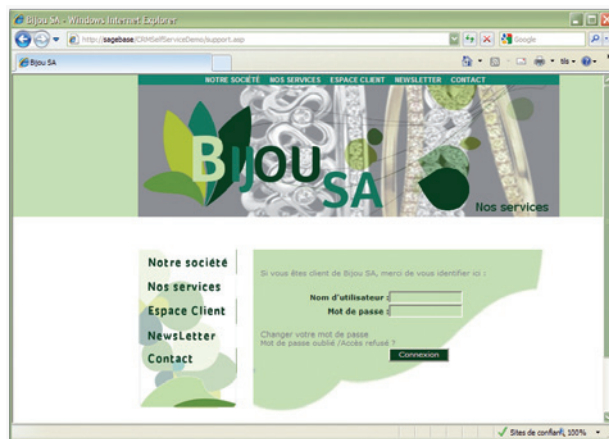 Bijou SA - Windows Internet Explorer
http://sagebase/CRMSelfServiceDemo/support.asp
Google
Bijou SA
NOTRE SOCIÉTÉ NOS SERVICES ESPACE CLIENT NEWSLETTER CONTACT
BIJOU SA
Nos services
Notre société
Nos services
Espace Client
NewsLetter
Contact
Si vous êtes client de Bijou SA, merci de vous identifier ici :
Nom d'utilisateur :
Mot de passe :
Changer votre mot de passe
Mot de passe oublié /Accès refusé ?
Connexion
Sites de confian 100%